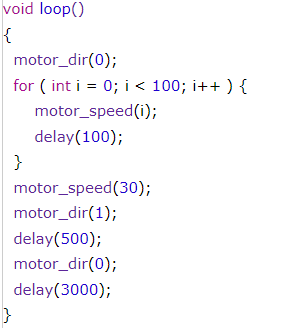 void loop()
{
motor_dir(0);
for ( int i = 0; i < 100; i++ ) {
motor_speed(i);
delay(100);
}
motor_speed(30);
motor_dir(1);
delay(500);
motor_dir(0);
delay(3000);
}